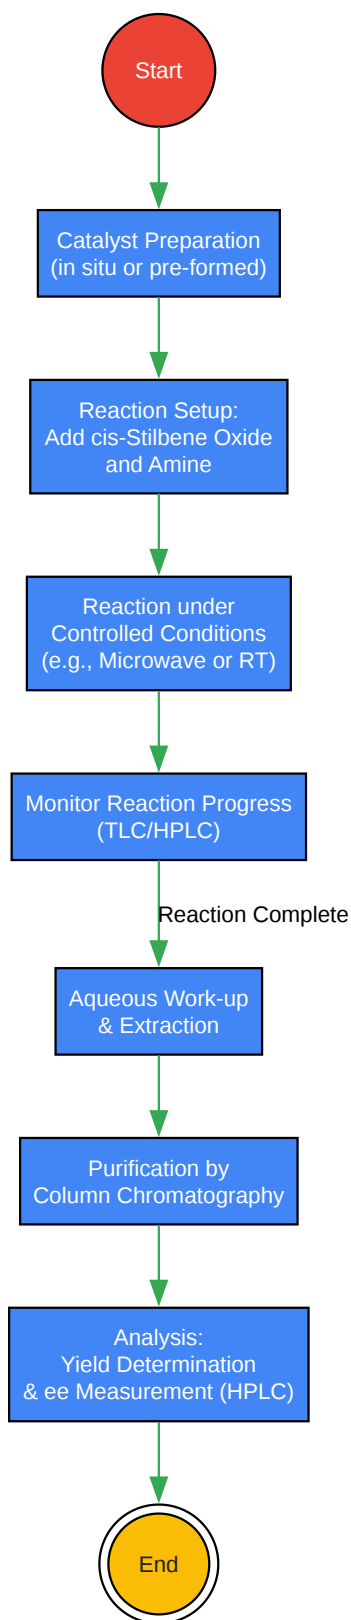 Start
Catalyst Preparation
(in situ or pre-formed)
Reaction Setup:
Add cis-Stilbene Oxide
and Amine
Reaction under
Controlled Conditions
(e.g., Microwave or RT)
Monitor Reaction Progress
(TLC/HPLC)
Reaction Complete
Aqueous Work-up
& Extraction
Purification by
Column Chromatography
Analysis:
Yield Determination
& ee Measurement (HPLC)
End